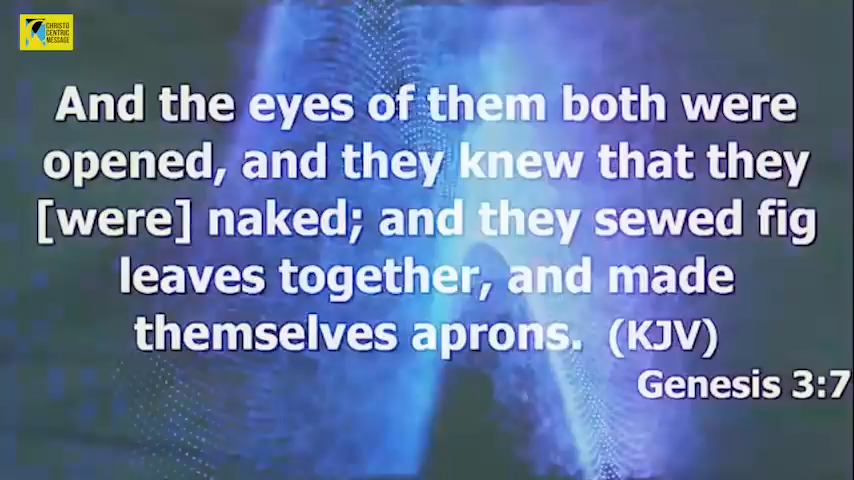 CHRISTO
CENTRIC
MESSAGE
And the eyes of them both were
opened, and they knew that they
[were] naked; and they sewed fig
leaves together, and made
themselves aprons. (KJV)
Genesis 3:7